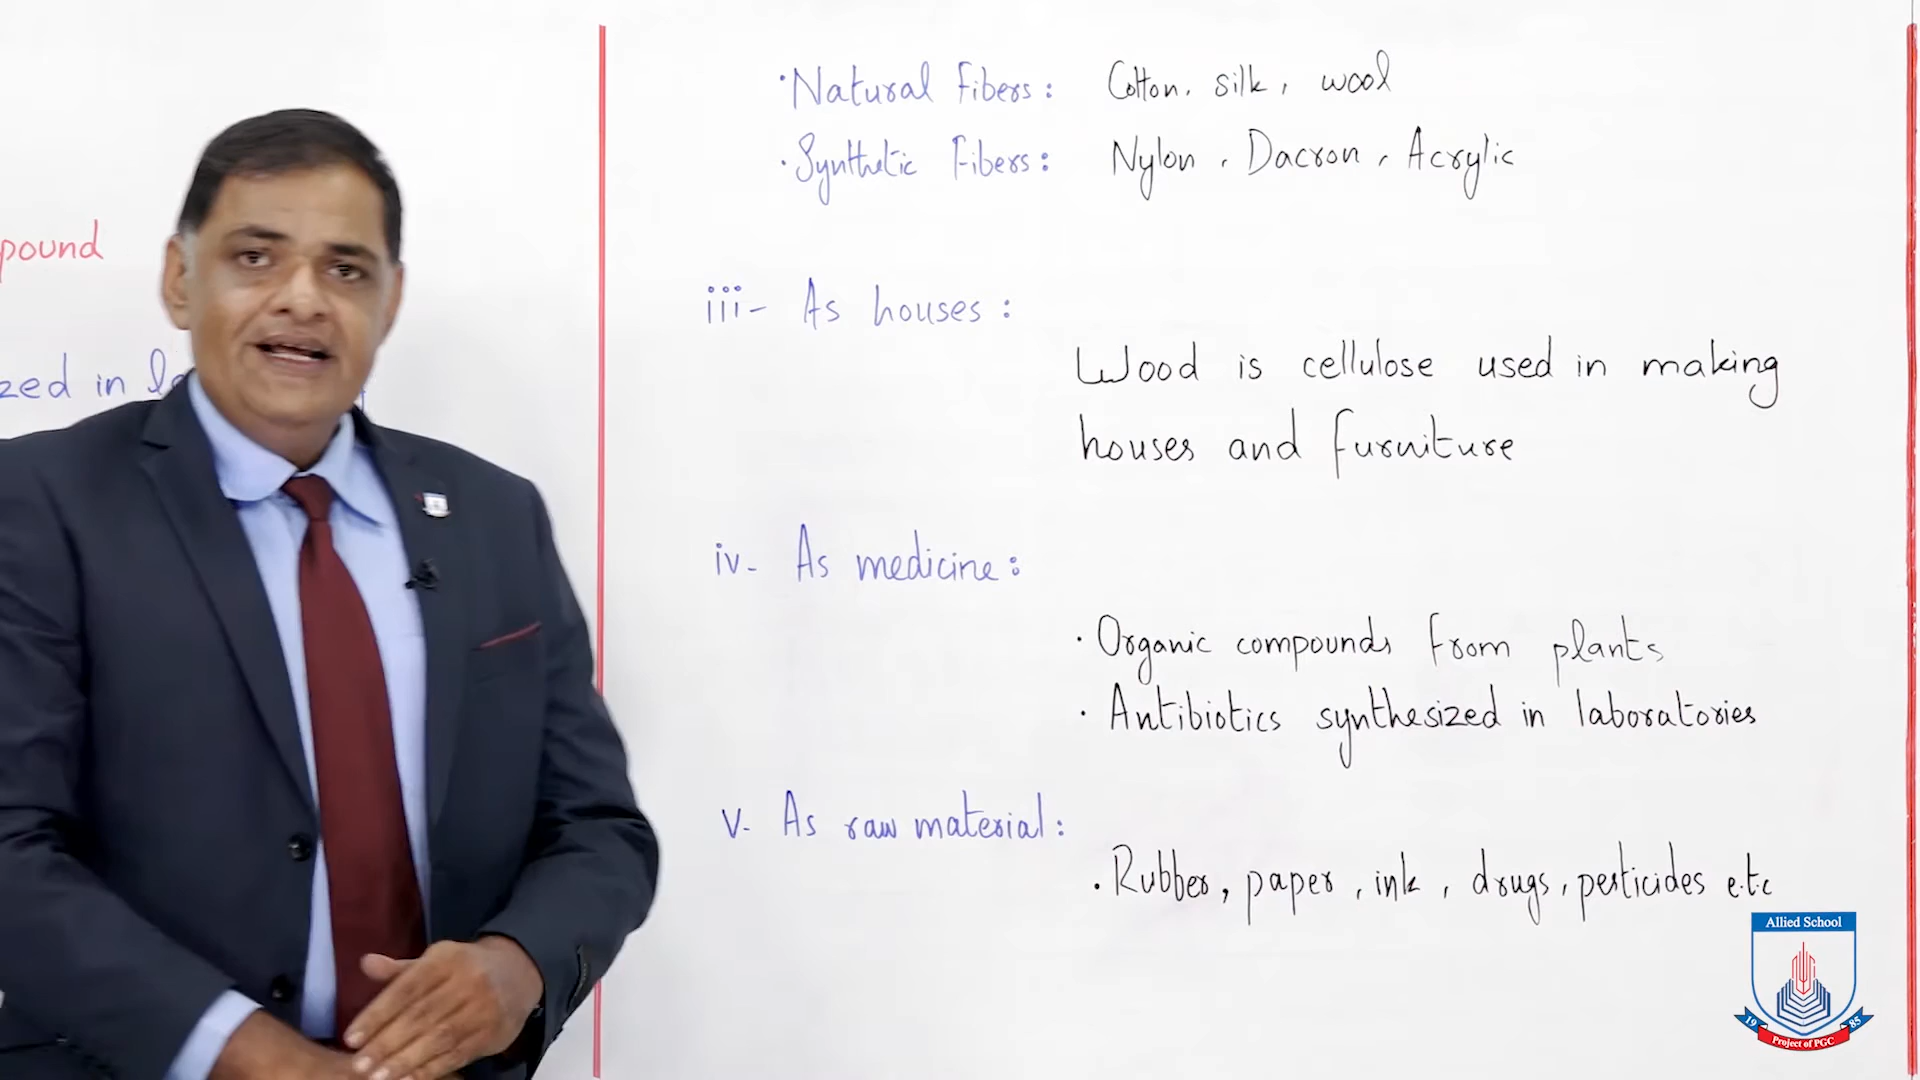 pound
zed in
· Natural Fibers : Cotton, silk, wool
· Synthetic Fibers : Nylon, Dacron, Acrylic
iii- As houses :
Wood is cellulose used in making
houses and furniture
iv- As medicine :
· Organic compounds from plants
· Antibiotics synthesized in laboratories
v- As raw material :
· Rubber, paper, ink, drugs, pesticides e.t.c
Allied School
19 85
Project of PGC